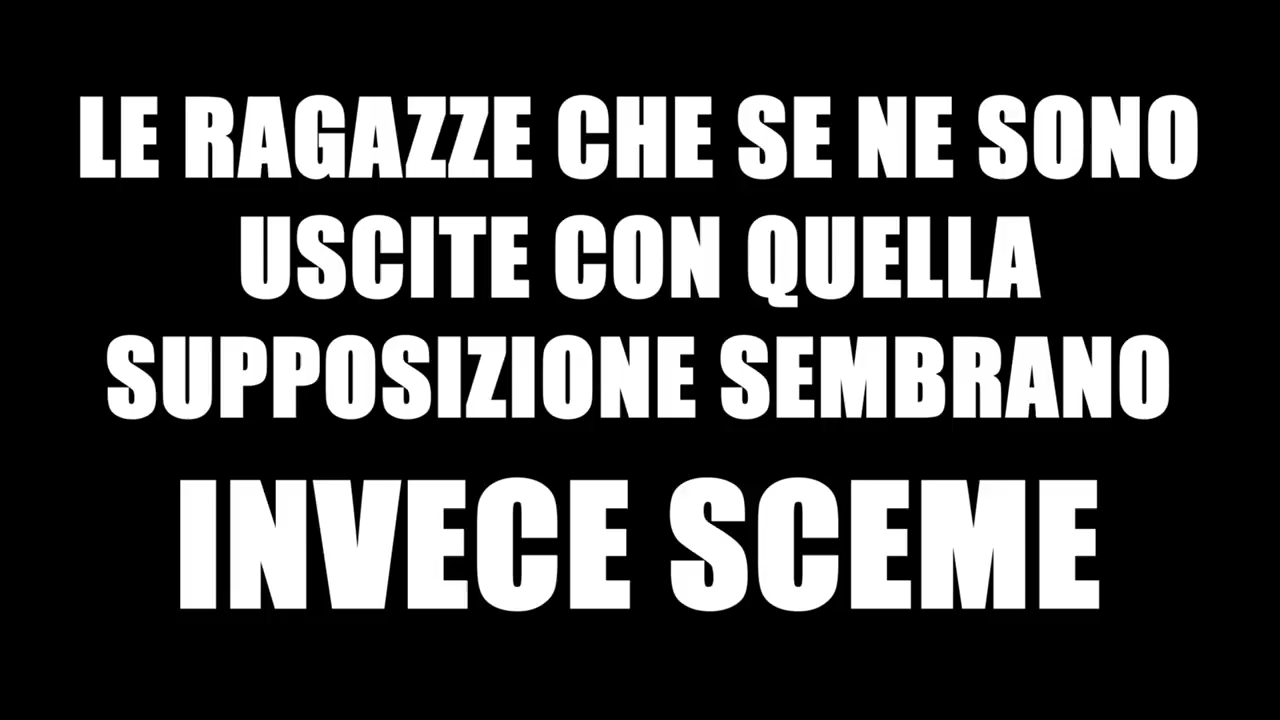 LE RAGAZZE CHE SE NE SONO
USCITE CON QUELLA
SUPPOSIZIONE SEMBRANO
INVECE SCEME